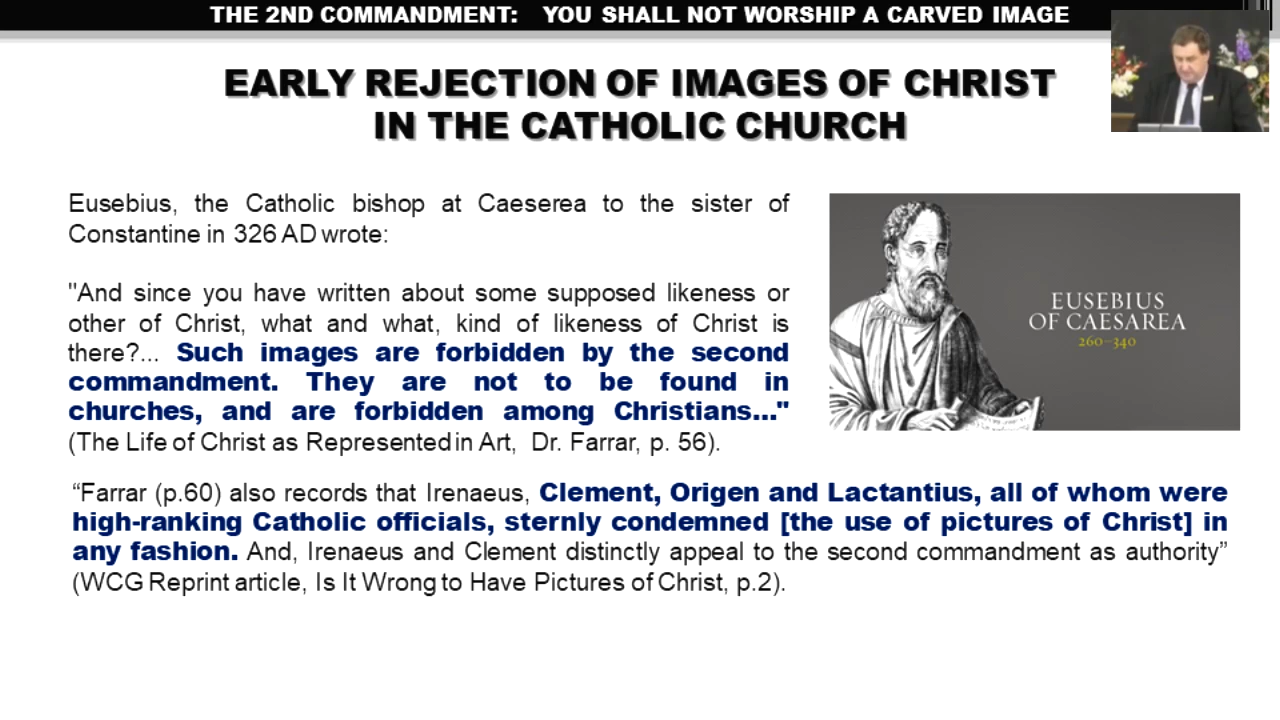 THE 2ND COMMANDMENT: YOU SHALL NOT WORSHIP A CARVED IMAGE
EARLY REJECTION OF IMAGES OF CHRIST
IN THE CATHOLIC CHURCH
Eusebius, the Catholic bishop at Caeserea to the sister of
Constantine in 326 AD wrote:
"And since you have written about some supposed likeness or
other of Christ, what and what, kind of likeness of Christ is
there?... Such images are forbidden by the second
commandment. They are not to be found in
churches, and are forbidden among Christians..."
(The Life of Christ as Represented in Art, Dr. Farrar, p. 56).
EUSEBIUS
OF CAESAREA
260–340
“Farrar (p.60) also records that Irenaeus, Clement, Origen and Lactantius, all of whom were
high-ranking Catholic officials, sternly condemned [the use of pictures of Christ] in
any fashion. And, Irenaeus and Clement distinctly appeal to the second commandment as authority”
(WCG Reprint article, Is It Wrong to Have Pictures of Christ, p.2).